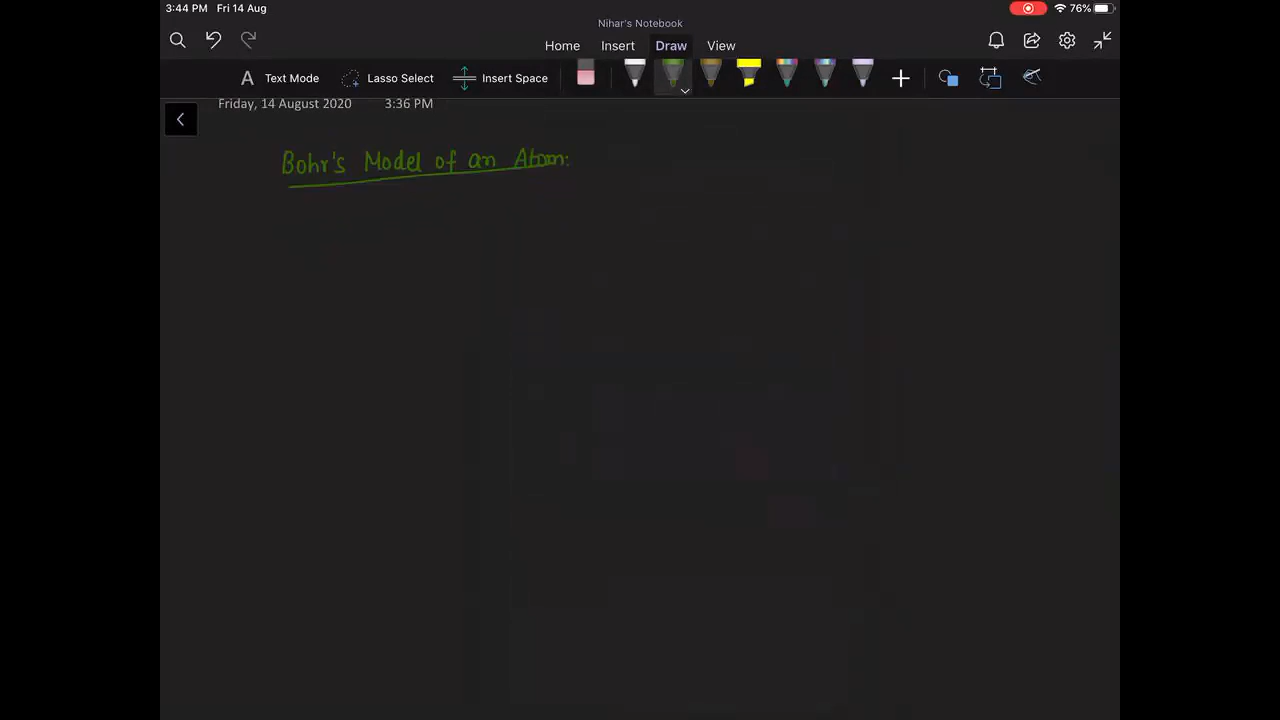 3:44 PM Fri 14 Aug 76%
Nihar's Notebook
Home Insert Draw View
A Text Mode Lasso Select Insert Space
Friday, 14 August 2020 3:36 PM
Bohr's Model of an Atom: